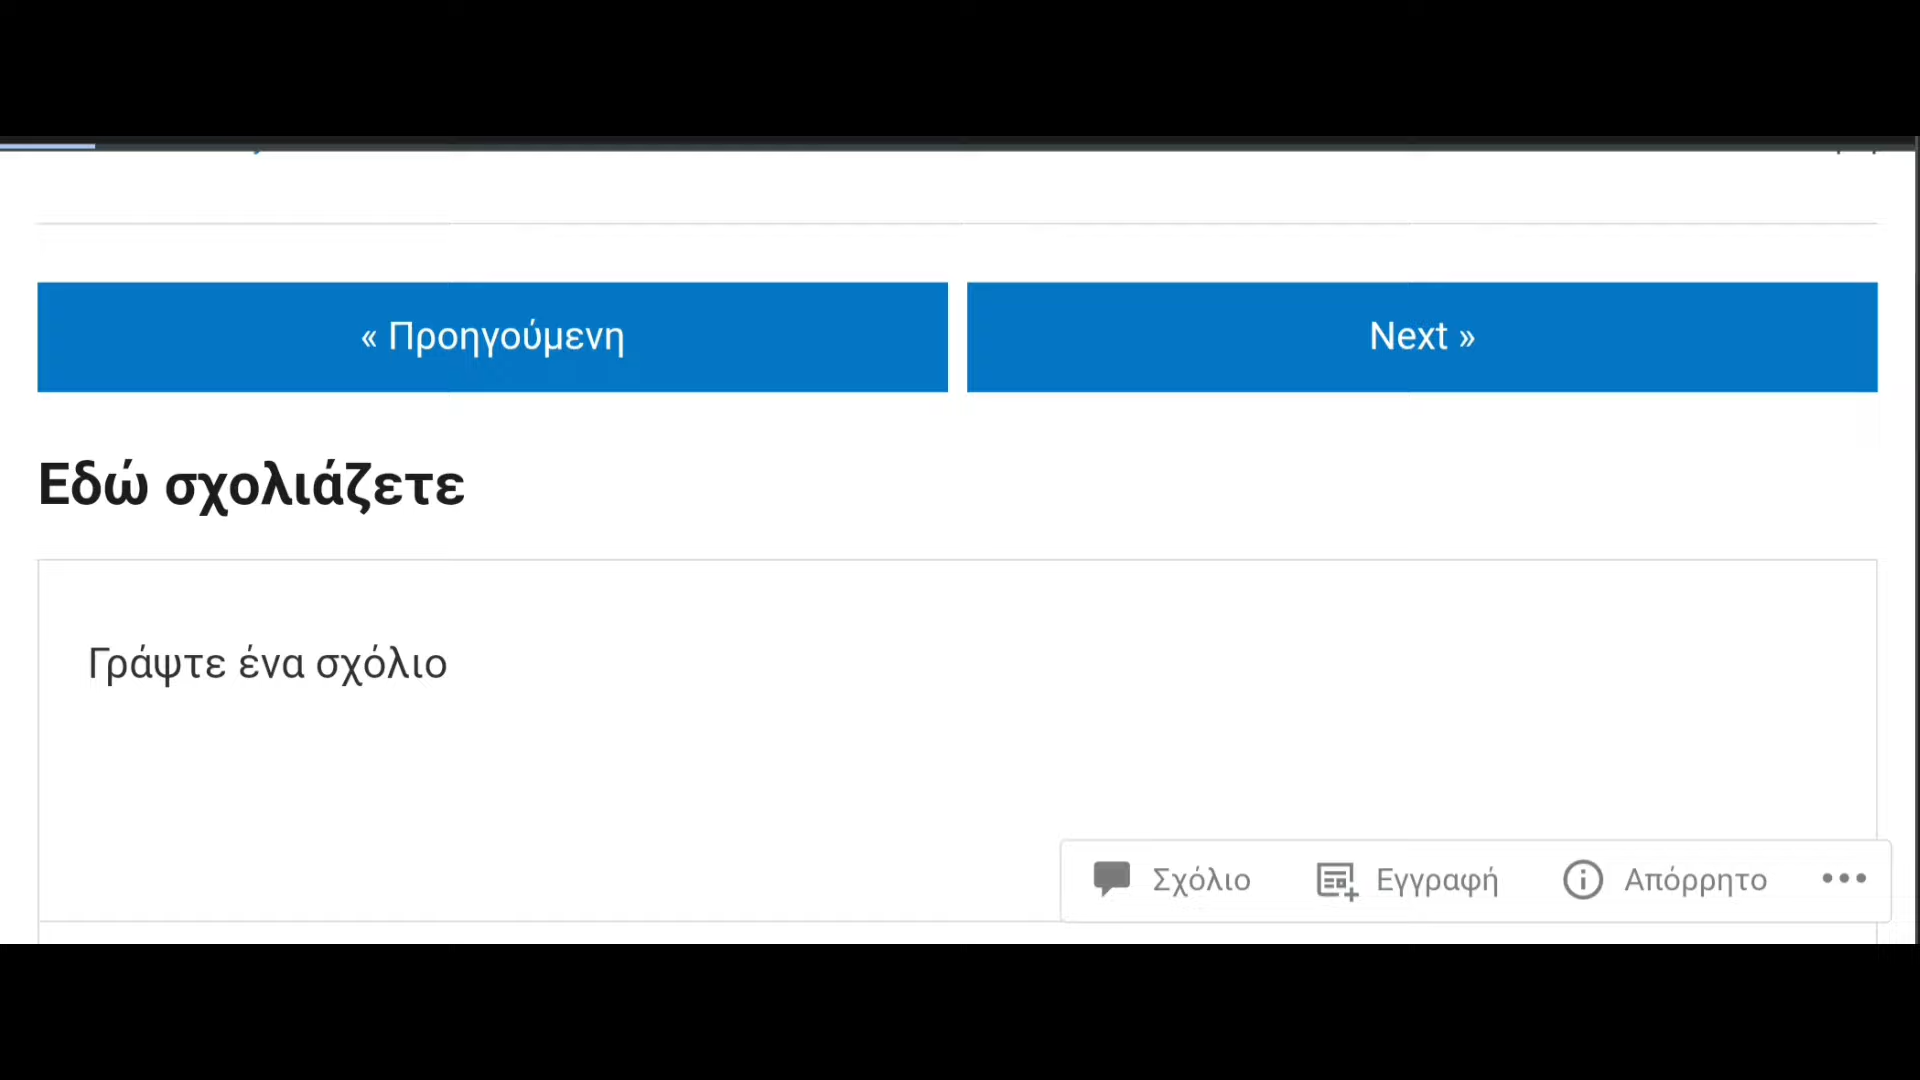 « Προηγούμενη
Next »
Εδώ σχολιάζετε
Γράψτε ένα σχόλιο
Σχόλιο
Εγγραφή
Απόρρητο